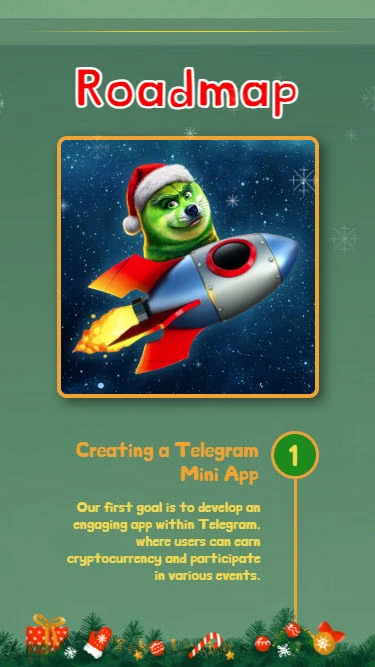 Roadmap
Creating a Telegram
Mini App
1
Our first goal is to develop an
engaging app within Telegram,
where users can earn
cryptocurrency and participate
in various events.